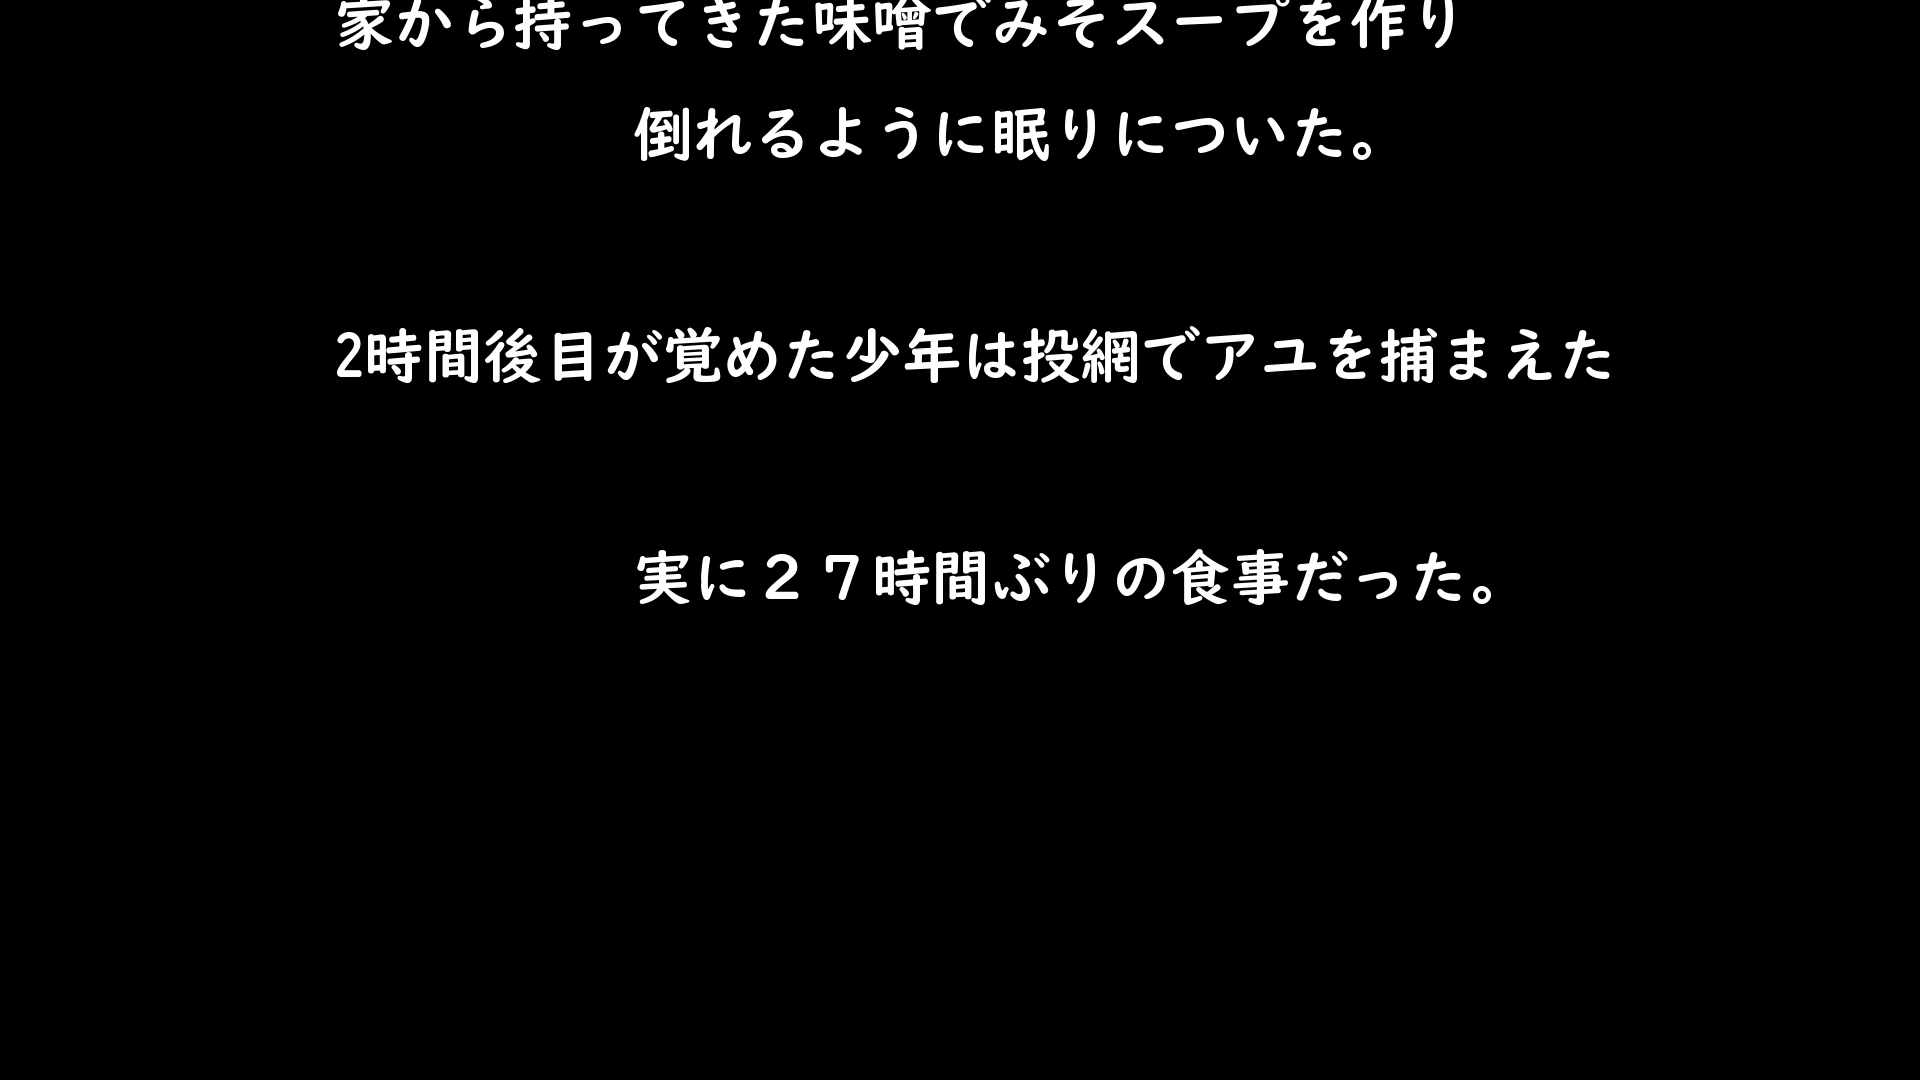 家から持ってきた味噌でみそスープを作り
倒れるように眠りについた。
2時間後目が覚めた少年は投網でアユを捕まえた
実に２７時間ぶりの食事だった。